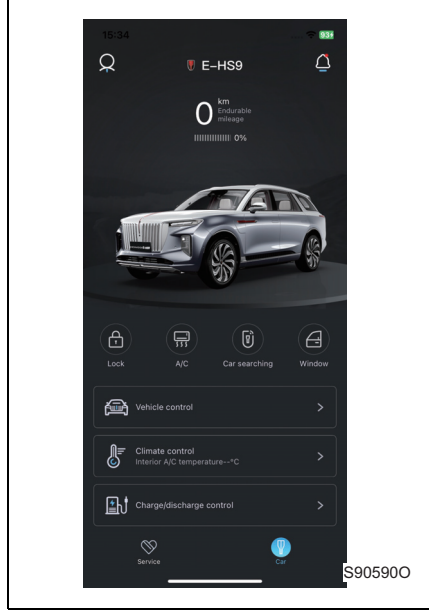 15:34
93
E-HS9
0 km
Endurable
mileage
0%
Lock A/C Car searching Window
Vehicle control
Climate control
Interior A/C temperature--°C
Charge/discharge control
Service Car
S90590O